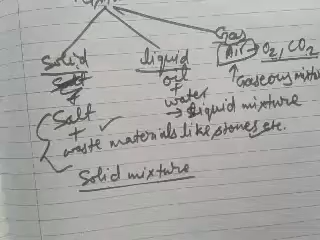 Gas
Solid
liquid
Air → O2/CO2
Salt
oil
Gaseous mixture
+
+
water
Salt
→ liquid mixture
+
waste materials like stones etc.
Solid mixture